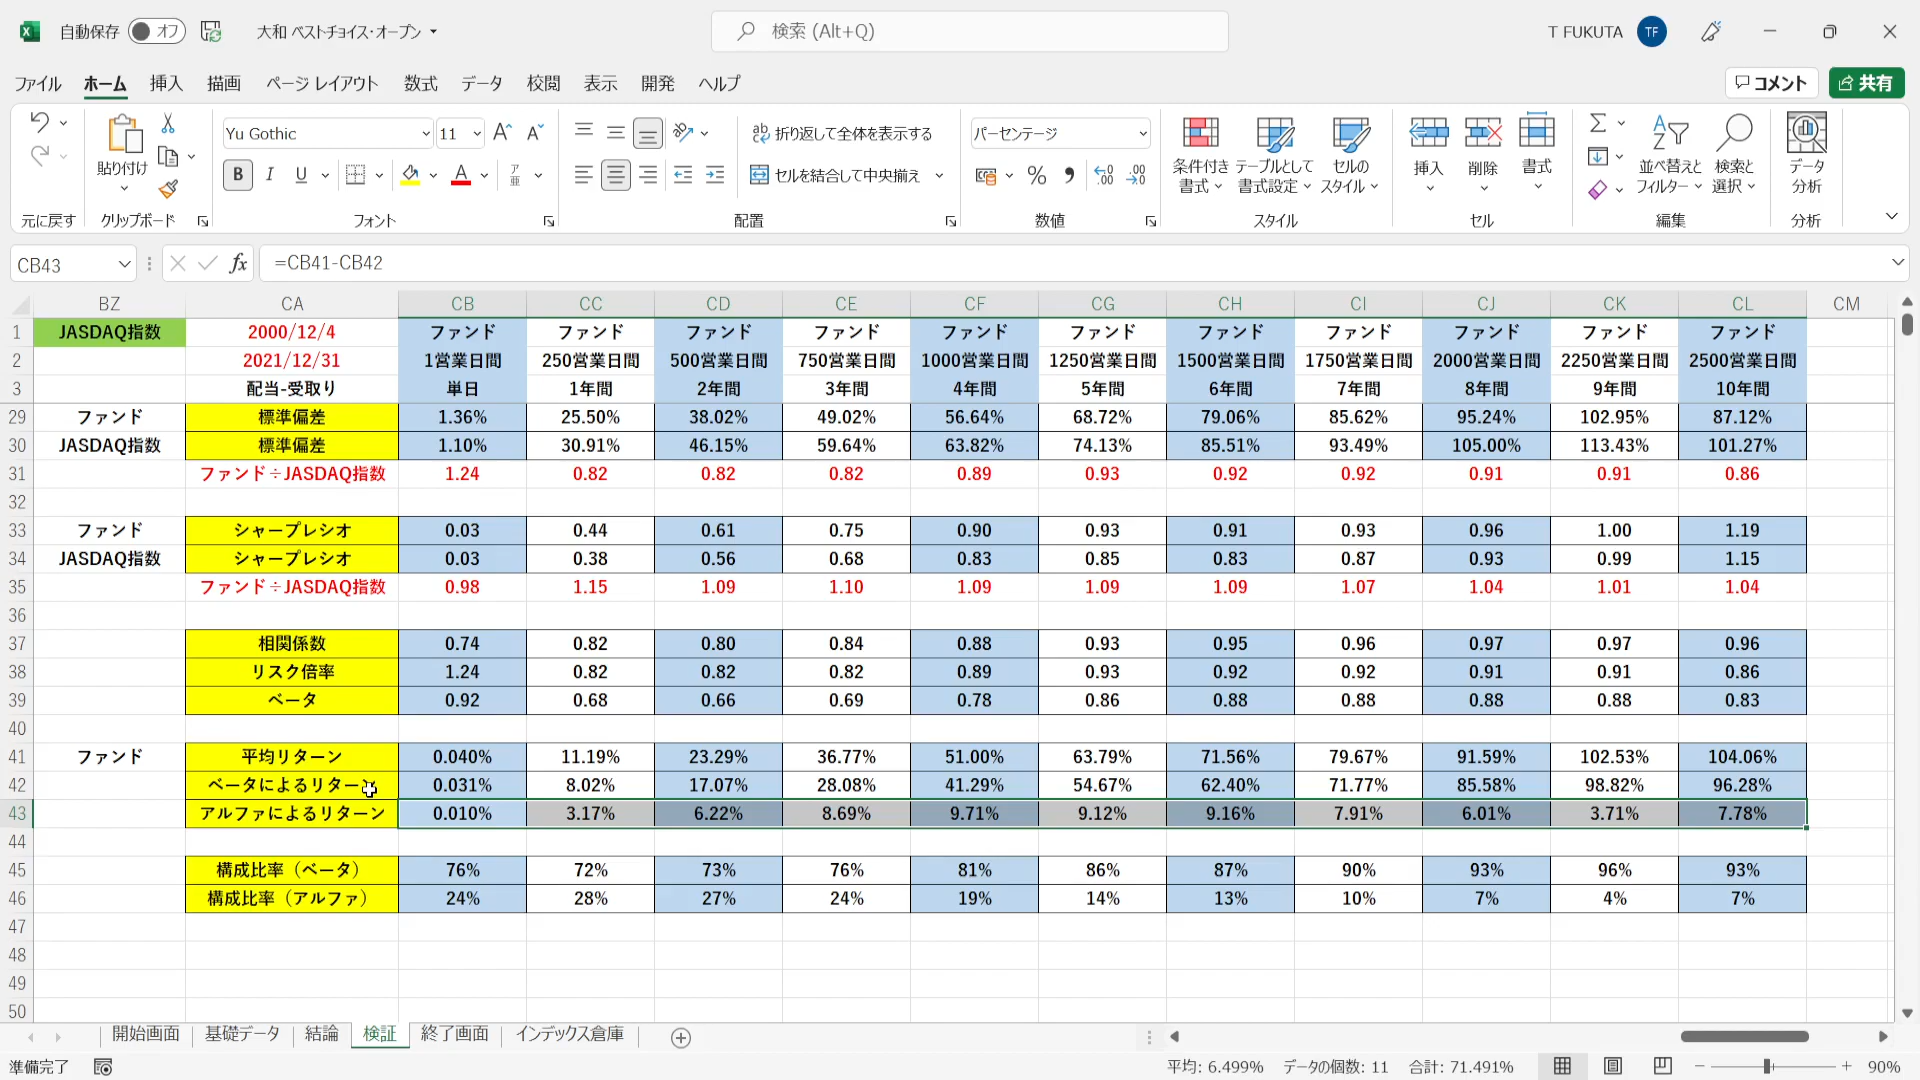 自動保存 オフ 大和 ベストチョイス・オープン 検索 (Alt+Q) T FUKUTA TF
ファイル ホーム 挿入 描画 ページ レイアウト 数式 データ 校閲 表示 開発 ヘルプ コメント 共有
Yu Gothic 11 折り返して全体を表示する パーセンテージ
貼り付け B I U A セルを結合して中央揃え % 条件付き書式 テーブルとして書式設定 セルのスタイル 挿入 削除 書式 並べ替えとフィルター 検索と選択 データ分析
元に戻す クリップボード フォント 配置 数値 スタイル セル 編集 分析
CB43 fx =CB41-CB42
BZ CA CB CC CD CE CF CG CH CI CJ CK CL CM
1 JASDAQ指数 2000/12/4 ファンド ファンド ファンド ファンド ファンド ファンド ファンド ファンド ファンド ファンド ファンド
2 2021/12/31 1営業日間 250営業日間 500営業日間 750営業日間 1000営業日間 1250営業日間 1500営業日間 1750営業日間 2000営業日間 2250営業日間 2500営業日間
3 配当-受取り 単日 1年間 2年間 3年間 4年間 5年間 6年間 7年間 8年間 9年間 10年間
29 ファンド 標準偏差 1.36% 25.50% 38.02% 49.02% 56.64% 68.72% 79.06% 85.62% 95.24% 102.95% 87.12%
30 JASDAQ指数 標準偏差 1.10% 30.91% 46.15% 59.64% 63.82% 74.13% 85.51% 93.49% 105.00% 113.43% 101.27%
31 ファンド÷JASDAQ指数 1.24 0.82 0.82 0.82 0.89 0.93 0.92 0.92 0.91 0.91 0.86
32
33 ファンド シャープレシオ 0.03 0.44 0.61 0.75 0.90 0.93 0.91 0.93 0.96 1.00 1.19
34 JASDAQ指数 シャープレシオ 0.03 0.38 0.56 0.68 0.83 0.85 0.83 0.87 0.93 0.99 1.15
35 ファンド÷JASDAQ指数 0.98 1.15 1.09 1.10 1.09 1.09 1.09 1.07 1.04 1.01 1.04
36
37 相関係数 0.74 0.82 0.80 0.84 0.88 0.93 0.95 0.96 0.97 0.97 0.96
38 リスク倍率 1.24 0.82 0.82 0.82 0.89 0.93 0.92 0.92 0.91 0.91 0.86
39 ベータ 0.92 0.68 0.66 0.69 0.78 0.86 0.88 0.88 0.88 0.88 0.83
40
41 ファンド 平均リターン 0.040% 11.19% 23.29% 36.77% 51.00% 63.79% 71.56% 79.67% 91.59% 102.53% 104.06%
42 ベータによるリターン 0.031% 8.02% 17.07% 28.08% 41.29% 54.67% 62.40% 71.77% 85.58% 98.82% 96.28%
43 アルファによるリターン 0.010% 3.17% 6.22% 8.69% 9.71% 9.12% 9.16% 7.91% 6.01% 3.71% 7.78%
44
45 構成比率（ベータ） 76% 72% 73% 76% 81% 86% 87% 90% 93% 96% 93%
46 構成比率（アルファ） 24% 28% 27% 24% 19% 14% 13% 10% 7% 4% 7%
47
48
49
50
開始画面 基礎データ 結論 検証 終了画面 インデックス倉庫
準備完了 平均: 6.499% データの個数: 11 合計: 71.491% 90%